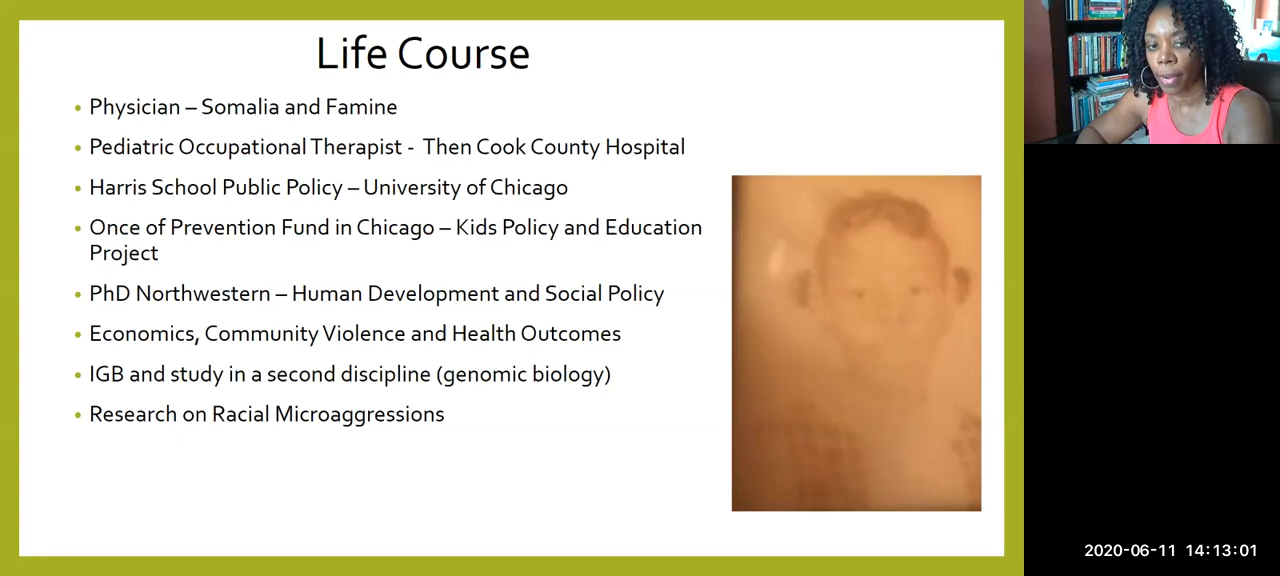 Life Course
Physician – Somalia and Famine
Pediatric Occupational Therapist - Then Cook County Hospital
Harris School Public Policy – University of Chicago
Once of Prevention Fund in Chicago – Kids Policy and Education
Project
PhD Northwestern – Human Development and Social Policy
Economics, Community Violence and Health Outcomes
IGB and study in a second discipline (genomic biology)
Research on Racial Microaggressions
2020-06-11 14:13:01